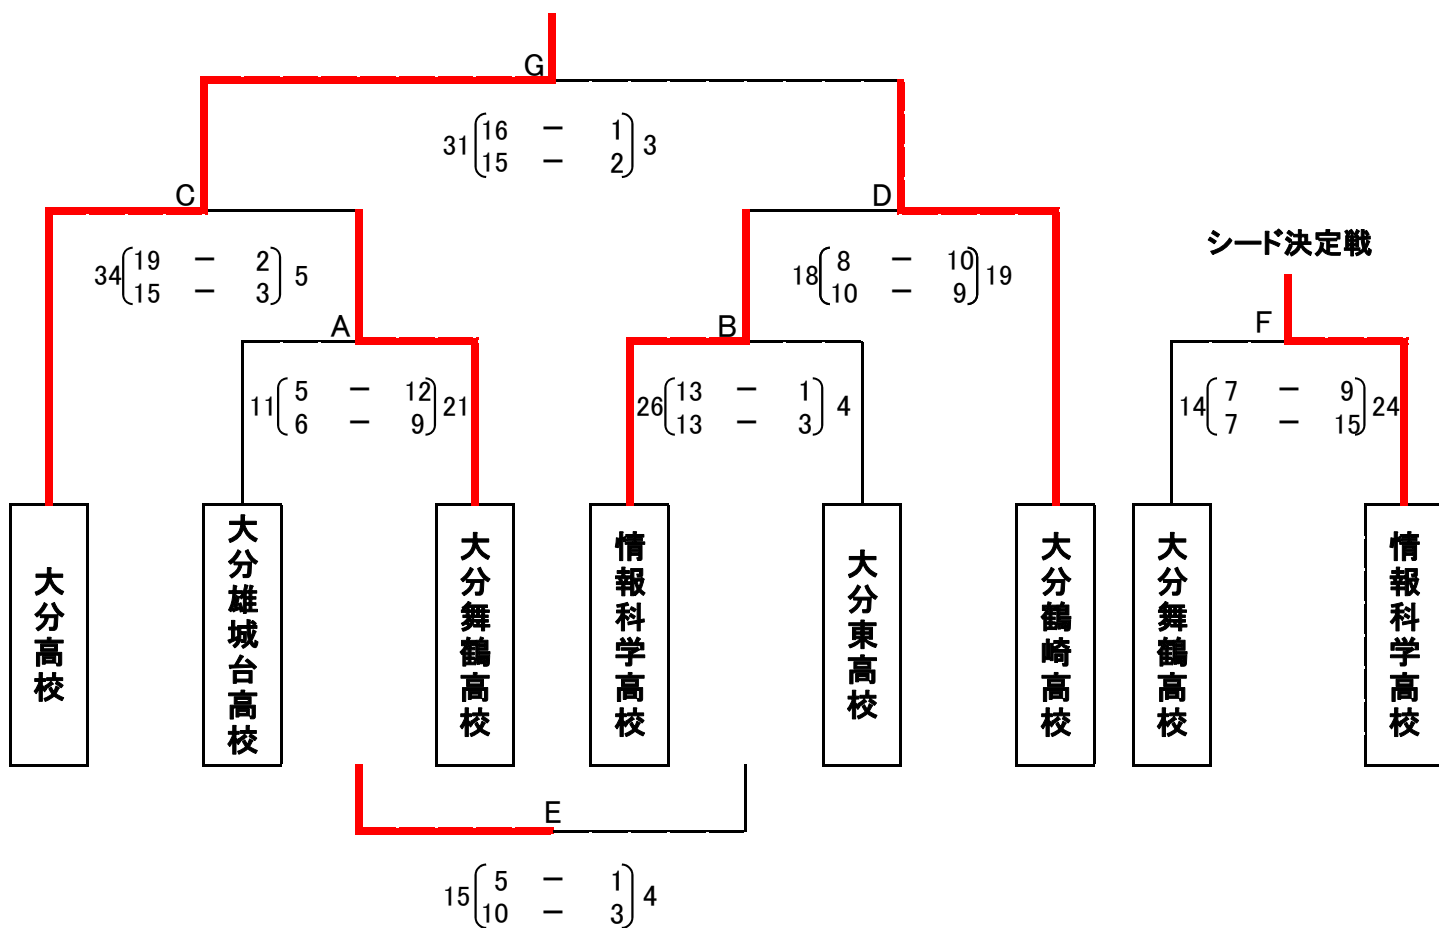 G
31 16 － 1 3
15 － 2
C
D
34 19 － 2 5
15 － 3
18 8 － 10 19
10 － 9
シード決定戦
A
B
F
11 5 － 12 21
6 － 9
26 13 － 1 4
13 － 3
14 7 － 9 24
7 － 15
大分高校
大分雄城台高校
大分舞鶴高校
情報科学高校
大分東高校
大分鶴崎高校
大分舞鶴高校
情報科学高校
E
15 5 － 1 4
10 － 3